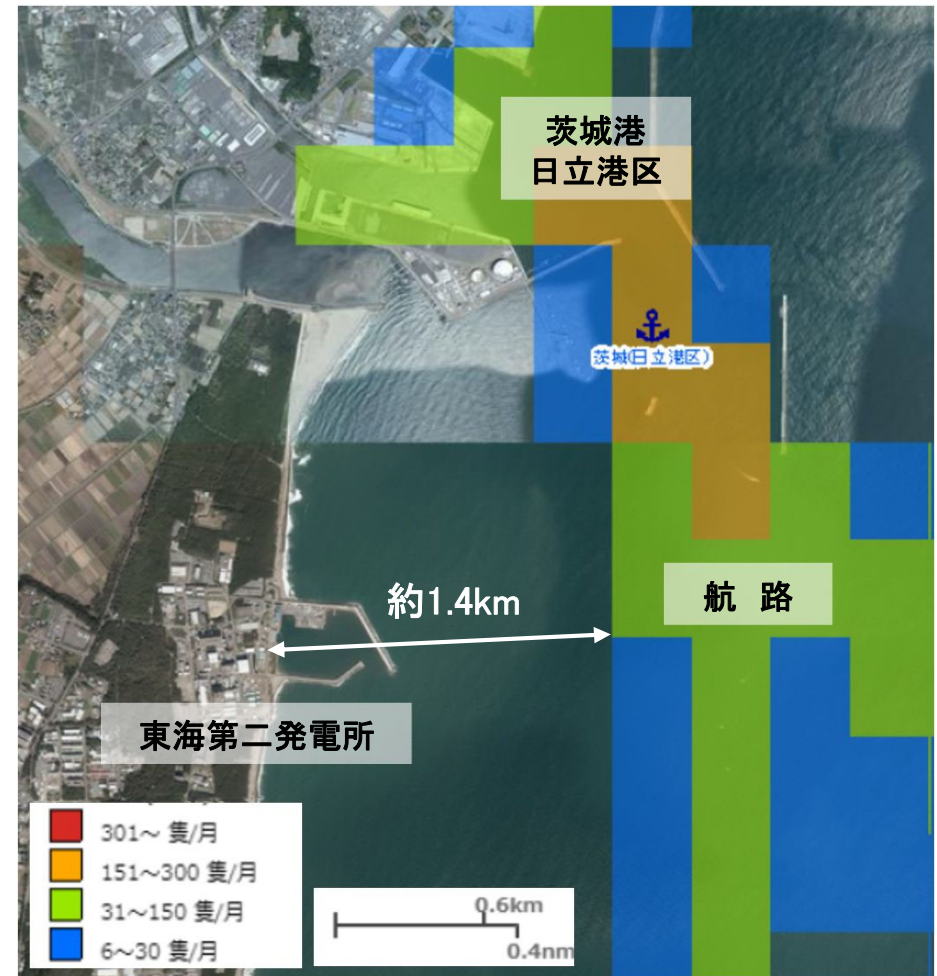 茨城港
日立港区
茨城(日立港区)
約1.4km
航 路
東海第二発電所
301～ 隻/月
151～300 隻/月
31～150 隻/月
6～30 隻/月
0.6km
0.4nm